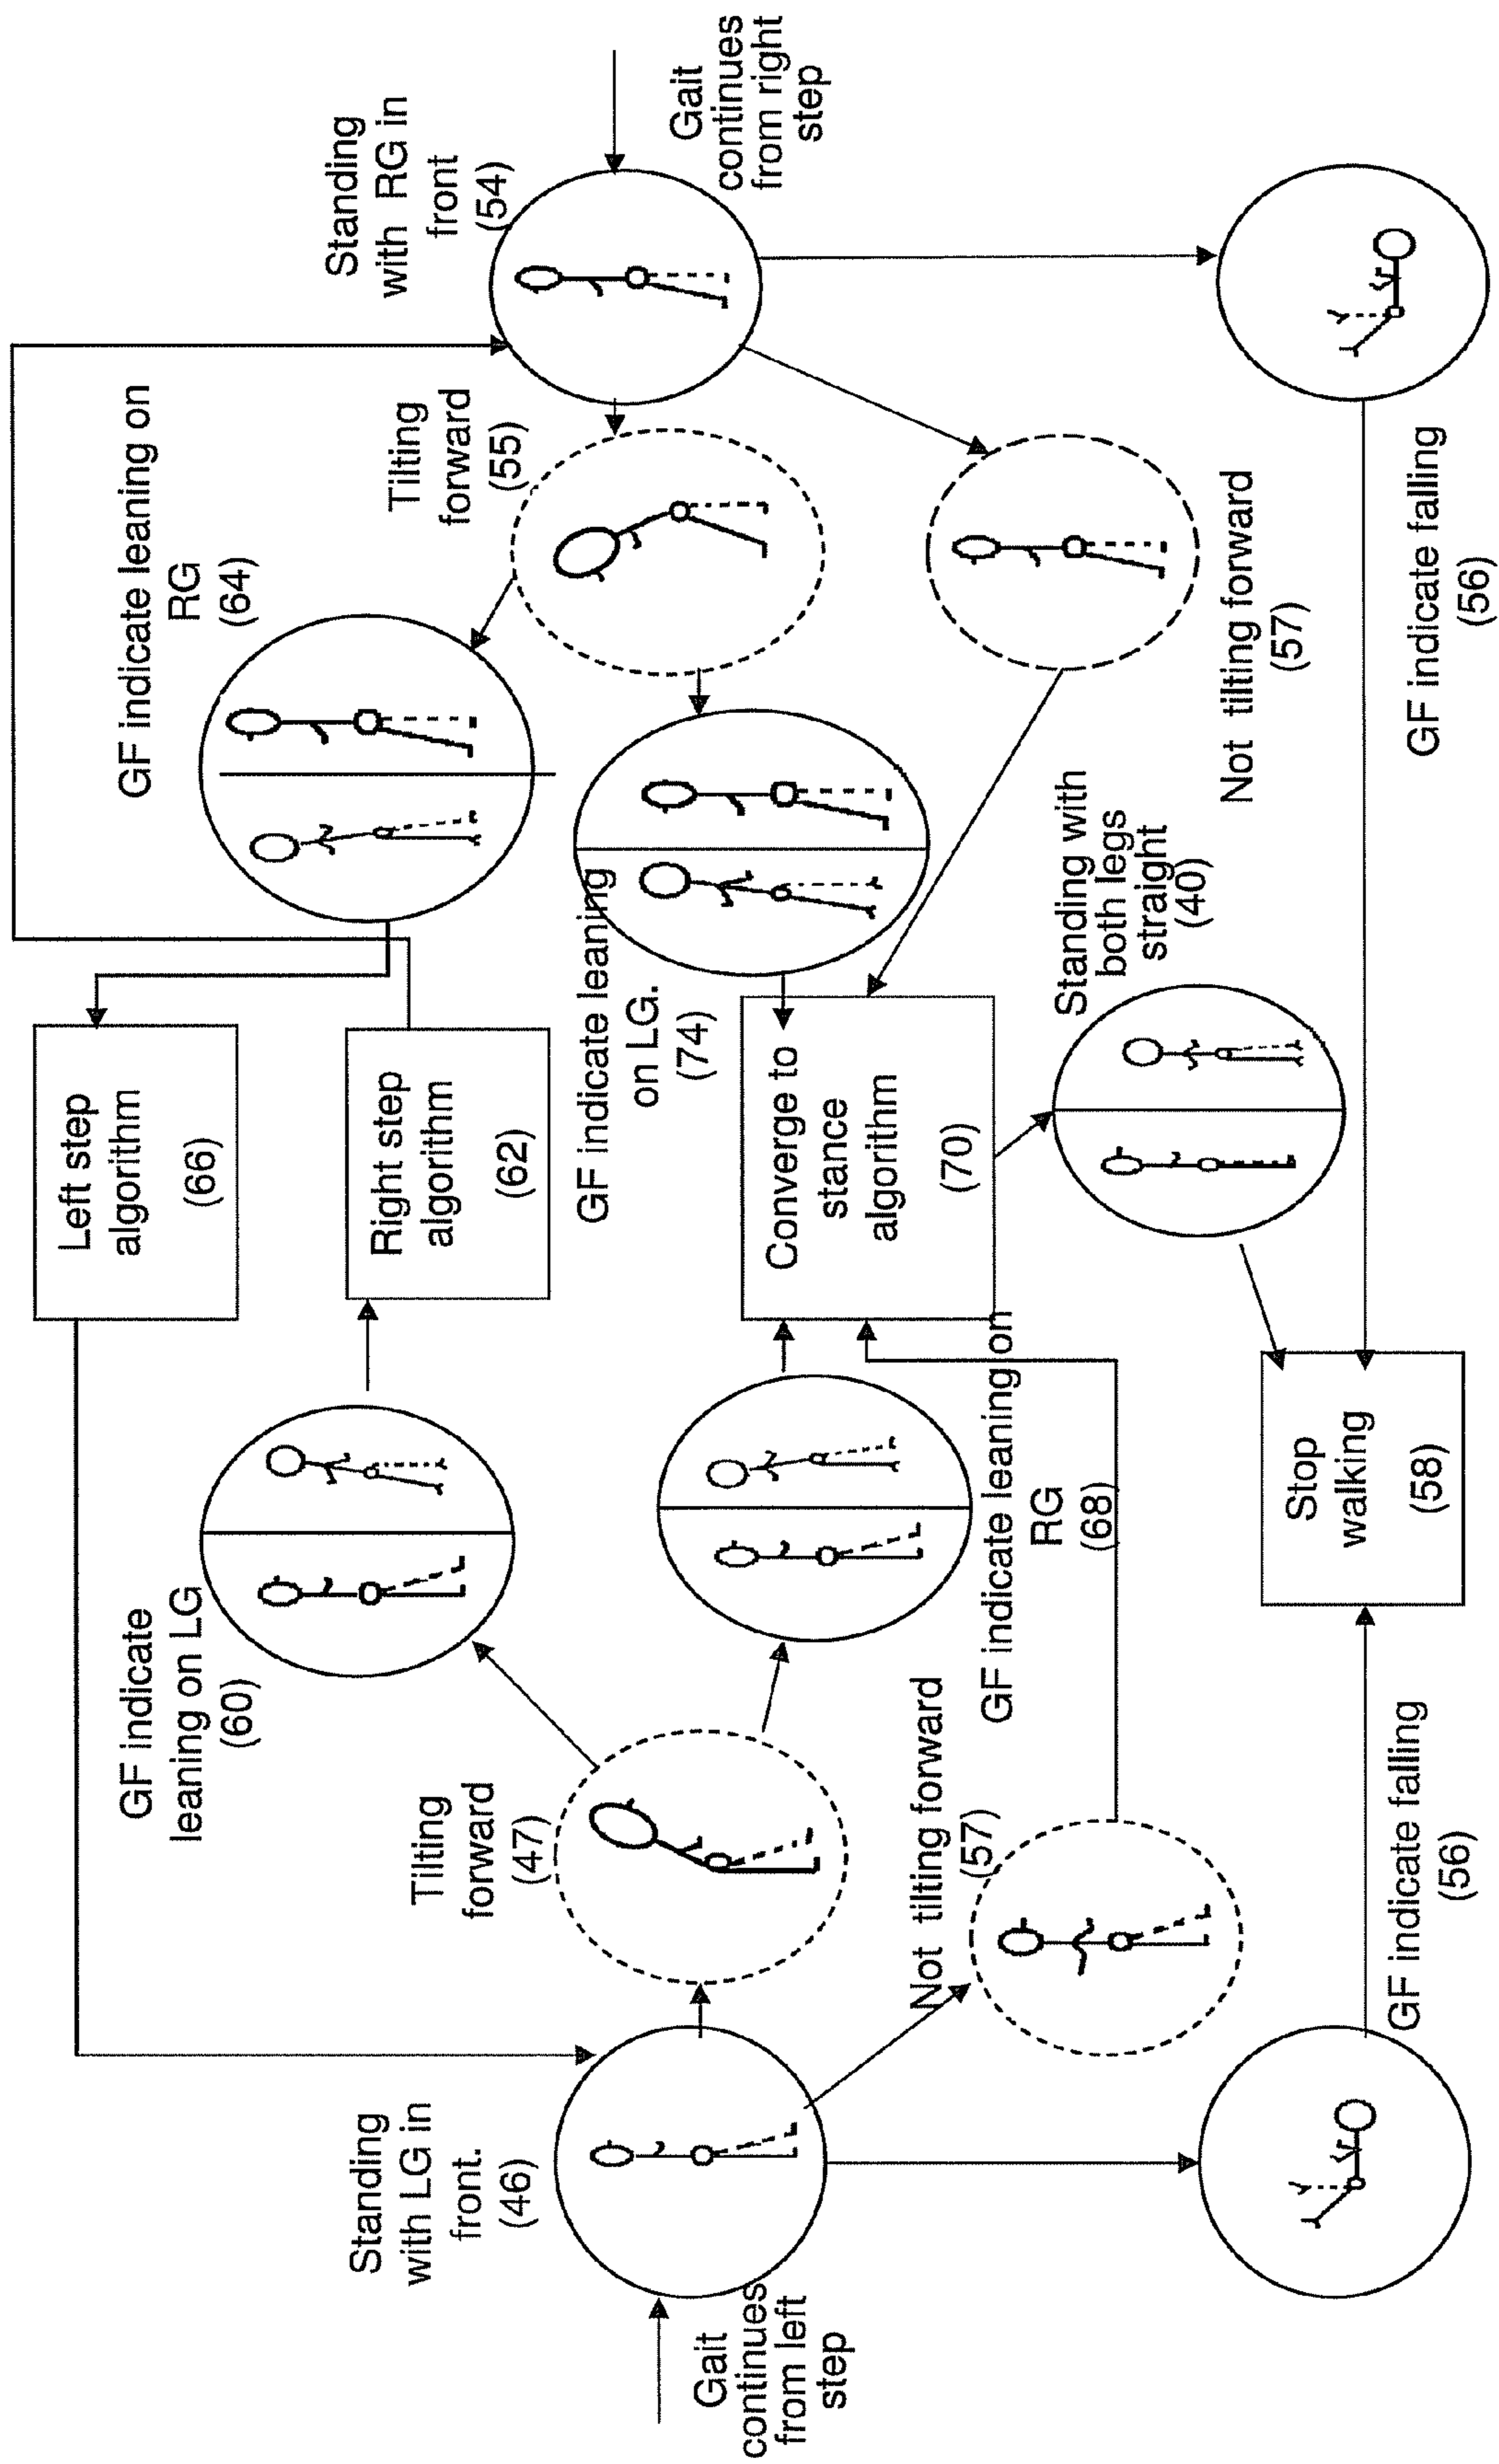 Gait
continues
from left
step
Standing
with LG in
front.
(46)
Tilting
forward
(47)
Not tilting forward
(57)
GF indicate falling
(56)
GF indicate
leaning on LG
(60)
GF indicate leaning on
RG
(68)
Left step
algorithm
(66)
Right step
algorithm
(62)
Converge to
stance
algorithm
(70)
Stop
walking
(58)
Standing with
both legs
straight
(40)
GF indicate leaning
on LG.
(74)
GF indicate leaning on
RG
(64)
Tilting
forward
(55)
Not tilting forward
(57)
GF indicate falling
(56)
Standing
with RG in
front
(54)
Gait
continues
from right
step